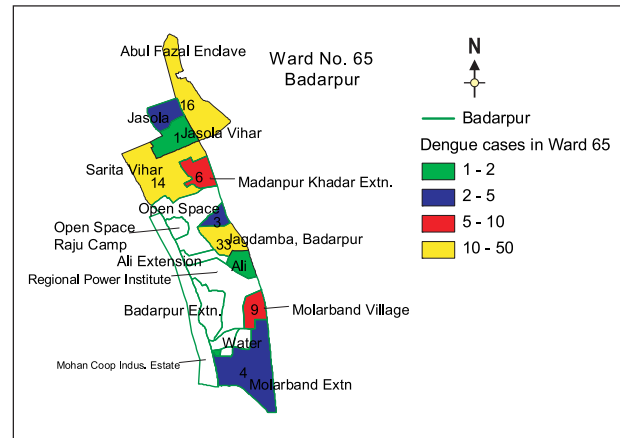 Abul Fazal Enclave
Ward No. 65
Badarpur
N
16
Jasola
1
Jasola Vihar
Sarita Vihar
14
6
Madanpur Khadar Extn.
Open Space
3
Open Space
Raju Camp
33
Jagdamba, Badarpur
Ali Extension
Ali
Regional Power Institute
Badarpur Extn.
9
Molarband Village
Water
Mohan Coop Indus. Estate
4
Molarband Extn
Badarpur
Dengue cases in Ward 65
1 - 2
2 - 5
5 - 10
10 - 50